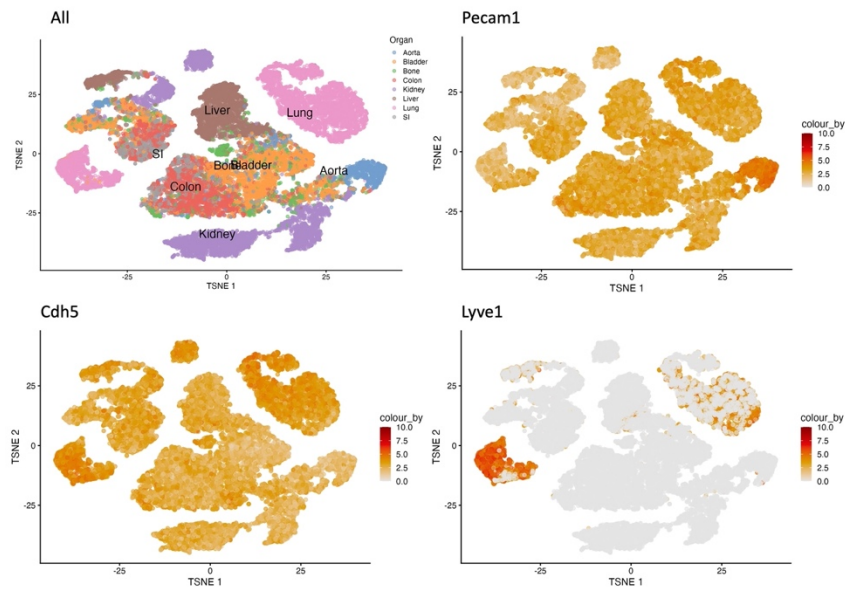 All
Pecam1
Organ
Aorta
Bladder
Bone
Colon
Kidney
Liver
Lung
SI
25
0
-25
TSNE 2
Liver
Lung
SI
Bone
Bladder
Aorta
Colon
Kidney
-25
0
25
TSNE 1
25
0
-25
TSNE 2
colour_by
10.0
7.5
5.0
2.5
0.0
-25
0
25
TSNE 1
Cdh5
Lyve1
25
0
-25
TSNE 2
colour_by
10.0
7.5
5.0
2.5
0.0
-25
0
25
TSNE 1
25
0
-25
TSNE 2
colour_by
10.0
7.5
5.0
2.5
0.0
-25
0
25
TSNE 1